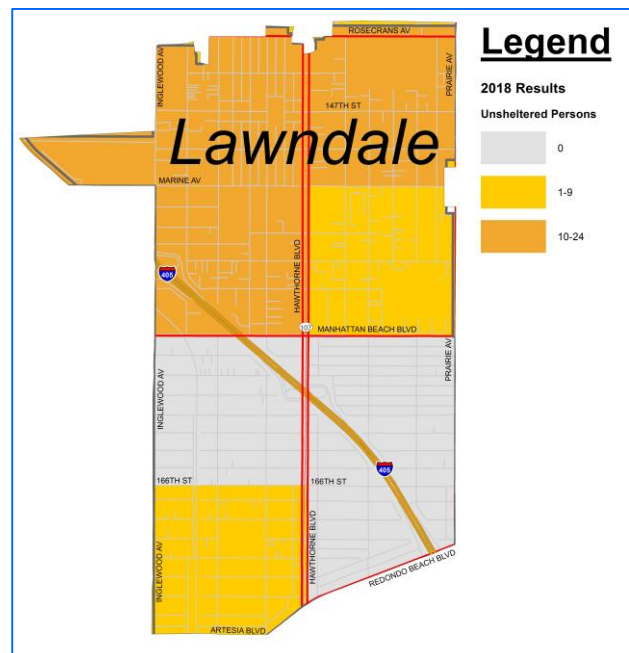 ROSECRANS AV
INGLEWOOD AV
PRAIRIE AV
147TH ST
Lawndale
MARINE AV
HAWTHORNE BLVD
405
107
MANHATTAN BEACH BLVD
INGLEWOOD AV
PRAIRIE AV
166TH ST
166TH ST
405
HAWTHORNE BLVD
INGLEWOOD AV
REDONDO BEACH BLVD
ARTESIA BLVD
Legend
2018 Results
Unsheltered Persons
0
1-9
10-24